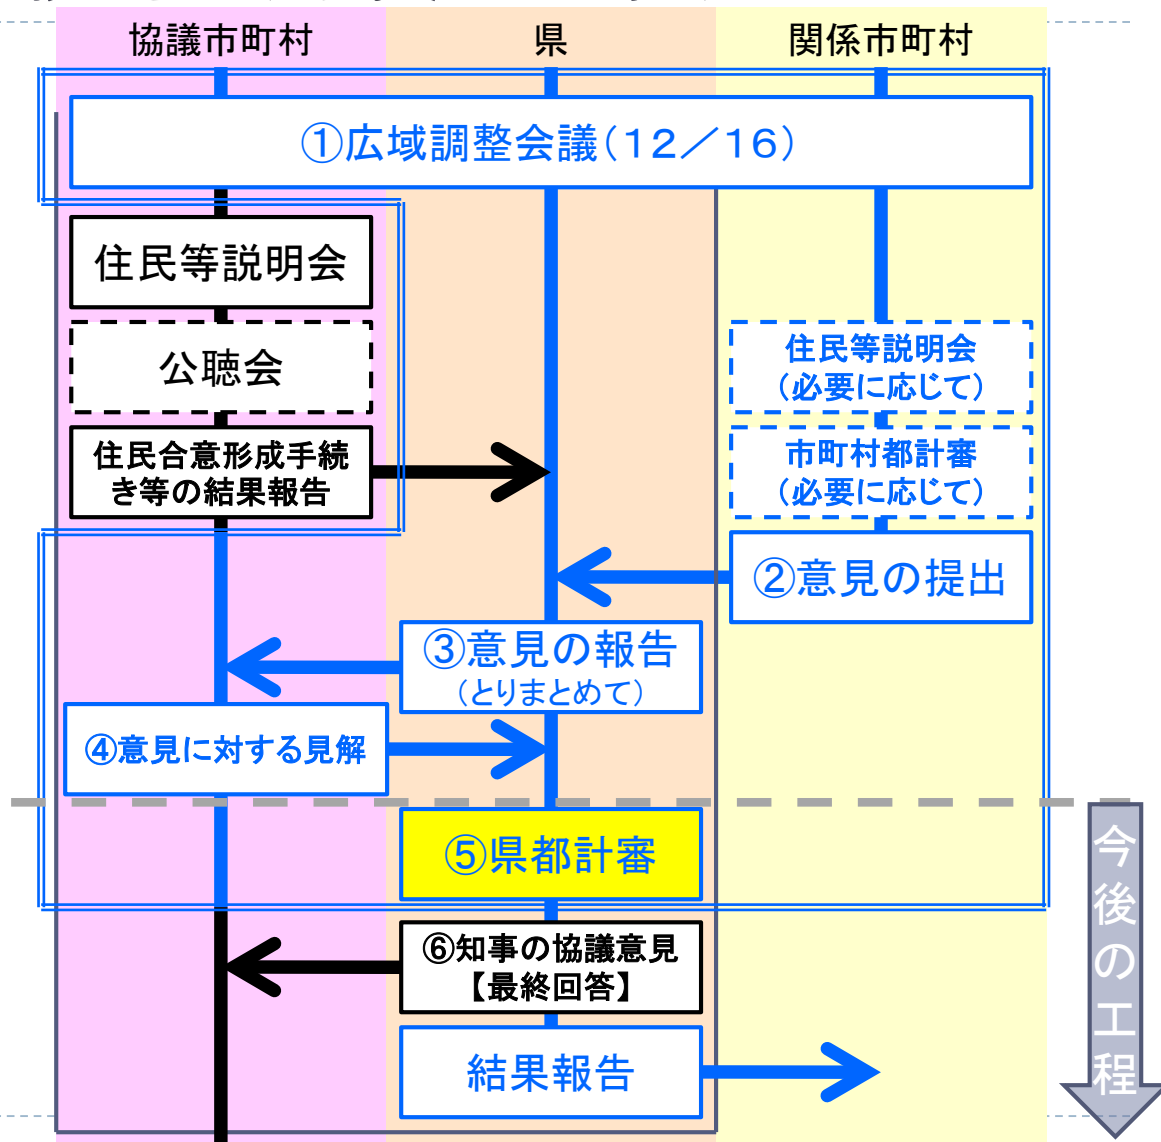 協議市町村
県
関係市町村
①広域調整会議(12/16)
住民等説明会
公聴会
住民合意形成手続
き等の結果報告
住民等説明会
(必要に応じて)
市町村都計審
(必要に応じて)
②意見の提出
③意見の報告
(とりまとめて)
④意見に対する見解
⑤県都計審
⑥知事の協議意見
【最終回答】
結果報告
今後の工程